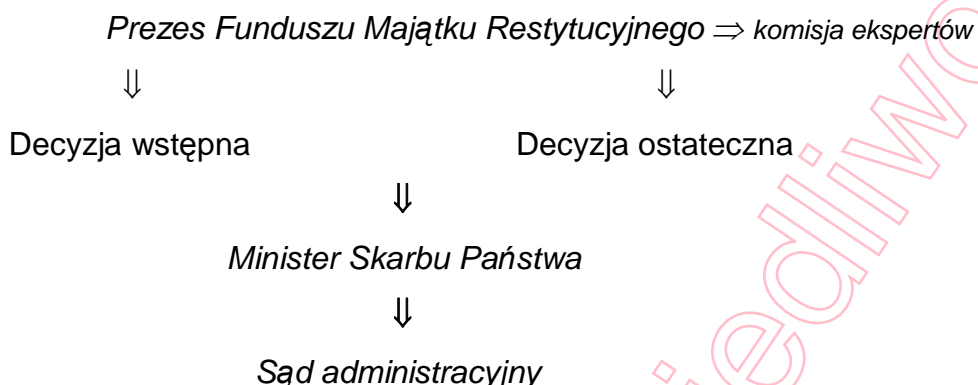 Prezes Funduszu Majątku Restytucyjnego ⇒ komisja ekspertów
⇓ ⇓
Decyzja wstępna Decyzja ostateczna
⇓
Minister Skarbu Państwa
⇓
Sąd administracyjny